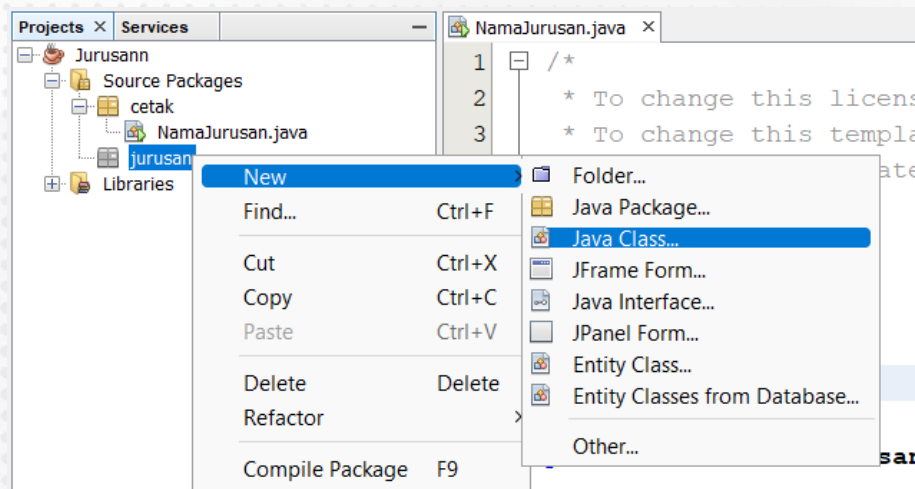 Projects × Services
Jurusann
Source Packages
cetak
NamaJurusan.java
jurusan
Libraries
NamaJurusan.java ×
1 /*
2 * To change this licens
3 * To change this templa
ate
New
Find... Ctrl+F
Cut Ctrl+X
Copy Ctrl+C
Paste Ctrl+V
Delete Delete
Refactor
Compile Package F9
Folder...
Java Package...
Java Class...
JFrame Form...
Java Interface...
JPanel Form...
Entity Class...
Entity Classes from Database...
Other...
san